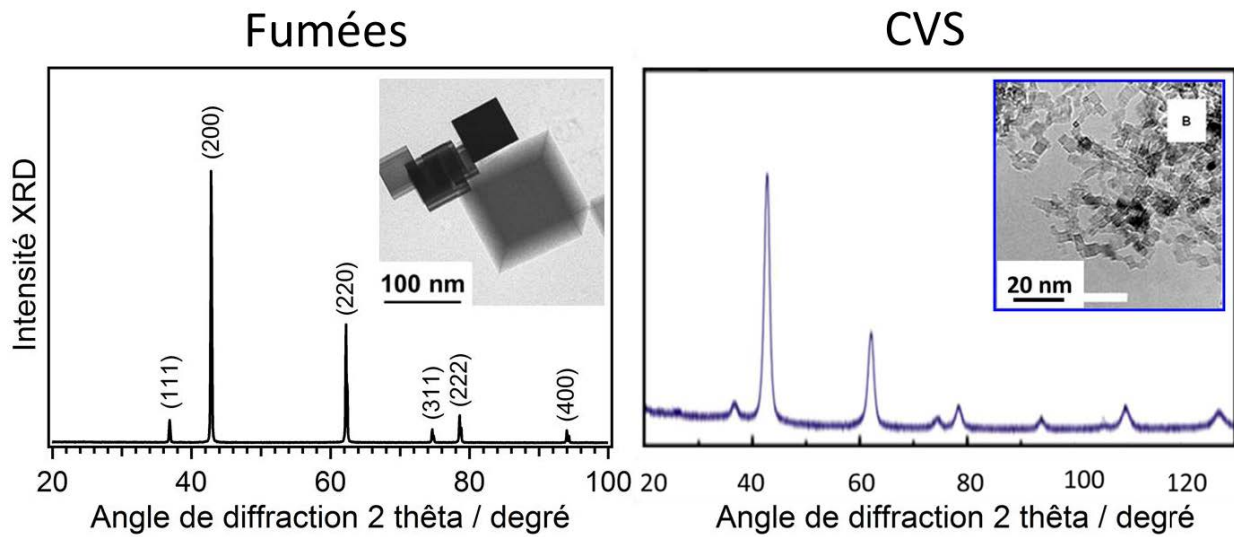 Fumées
CVS
Intensité XRD
(111)
(200)
(220)
(311)
(222)
(400)
100 nm
20 40 60 80 100
Angle de diffraction 2 thêta / degré
B
20 nm
20 40 60 80 100 120
Angle de diffraction 2 thêta / degré